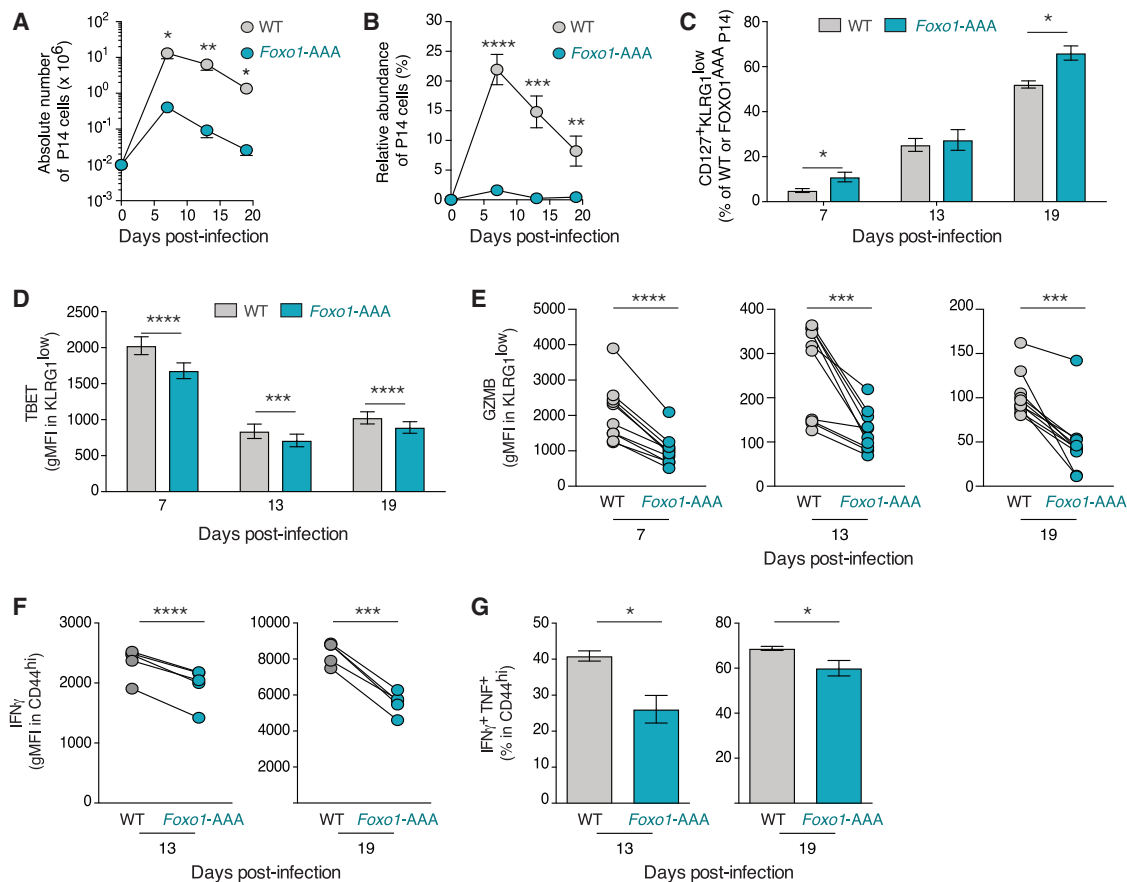 A
WT
Foxo1-AAA
Absolute number
of P14 cells (x 10⁶)
10²
10¹
10⁰
10⁻¹
10⁻²
10⁻³
*
**
*
0 5 10 15 20
Days post-infection
B
WT
Foxo1-AAA
Relative abundance
of P14 cells (%)
30
25
20
15
10
5
0
****
***
**
0 5 10 15 20
Days post-infection
C
WT Foxo1-AAA
CD127⁺KLRG1ˡᵒʷ
(% of WT or FOXO1ᴬᴬᴬ P14)
80
60
40
20
0
*
*
7 13 19
Days post-infection
D
WT Foxo1-AAA
TBET
(gMFI in KLRG1ˡᵒʷ)
2500
2000
1500
1000
500
0
****
***
****
7 13 19
Days post-infection
E
GZMB
(gMFI in KLRG1ˡᵒʷ)
5000
4000
3000
2000
1000
0
****
WT Foxo1-AAA
7
400
300
200
100
0
***
WT Foxo1-AAA
13
200
150
100
50
0
***
WT Foxo1-AAA
19
Days post-infection
F
IFNγ
(gMFI in CD44ʰⁱ)
3000
2000
1000
0
****
WT Foxo1-AAA
13
10000
8000
6000
4000
2000
0
***
WT Foxo1-AAA
19
Days post-infection
G
IFNγ⁺ TNF⁺
(% in CD44ʰⁱ)
50
40
30
20
10
0
*
WT Foxo1-AAA
13
80
60
40
20
0
*
WT Foxo1-AAA
19
Days post-infection